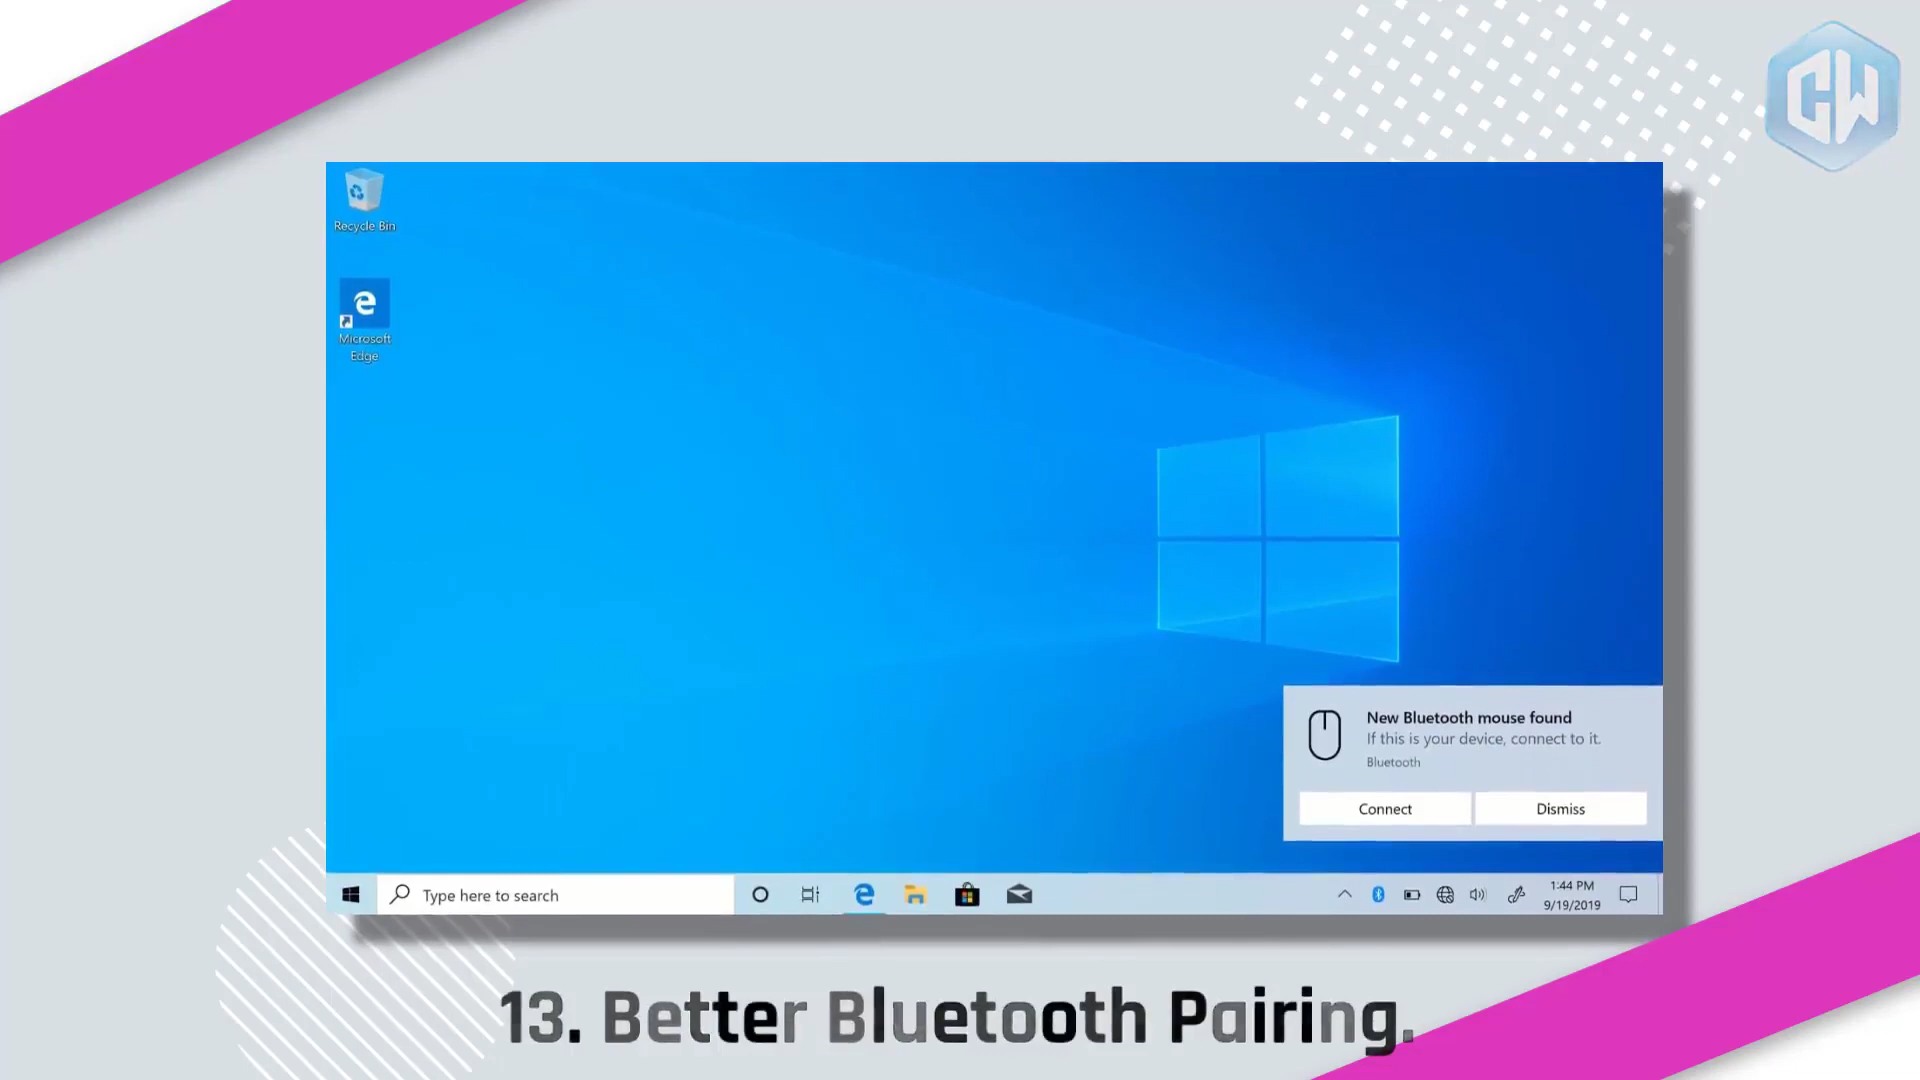 CW
Recycle Bin
Microsoft
Edge
New Bluetooth mouse found
If this is your device, connect to it.
Bluetooth
Connect
Dismiss
Type here to search
1:44 PM
9/19/2019
13. Better Bluetooth Pairing.